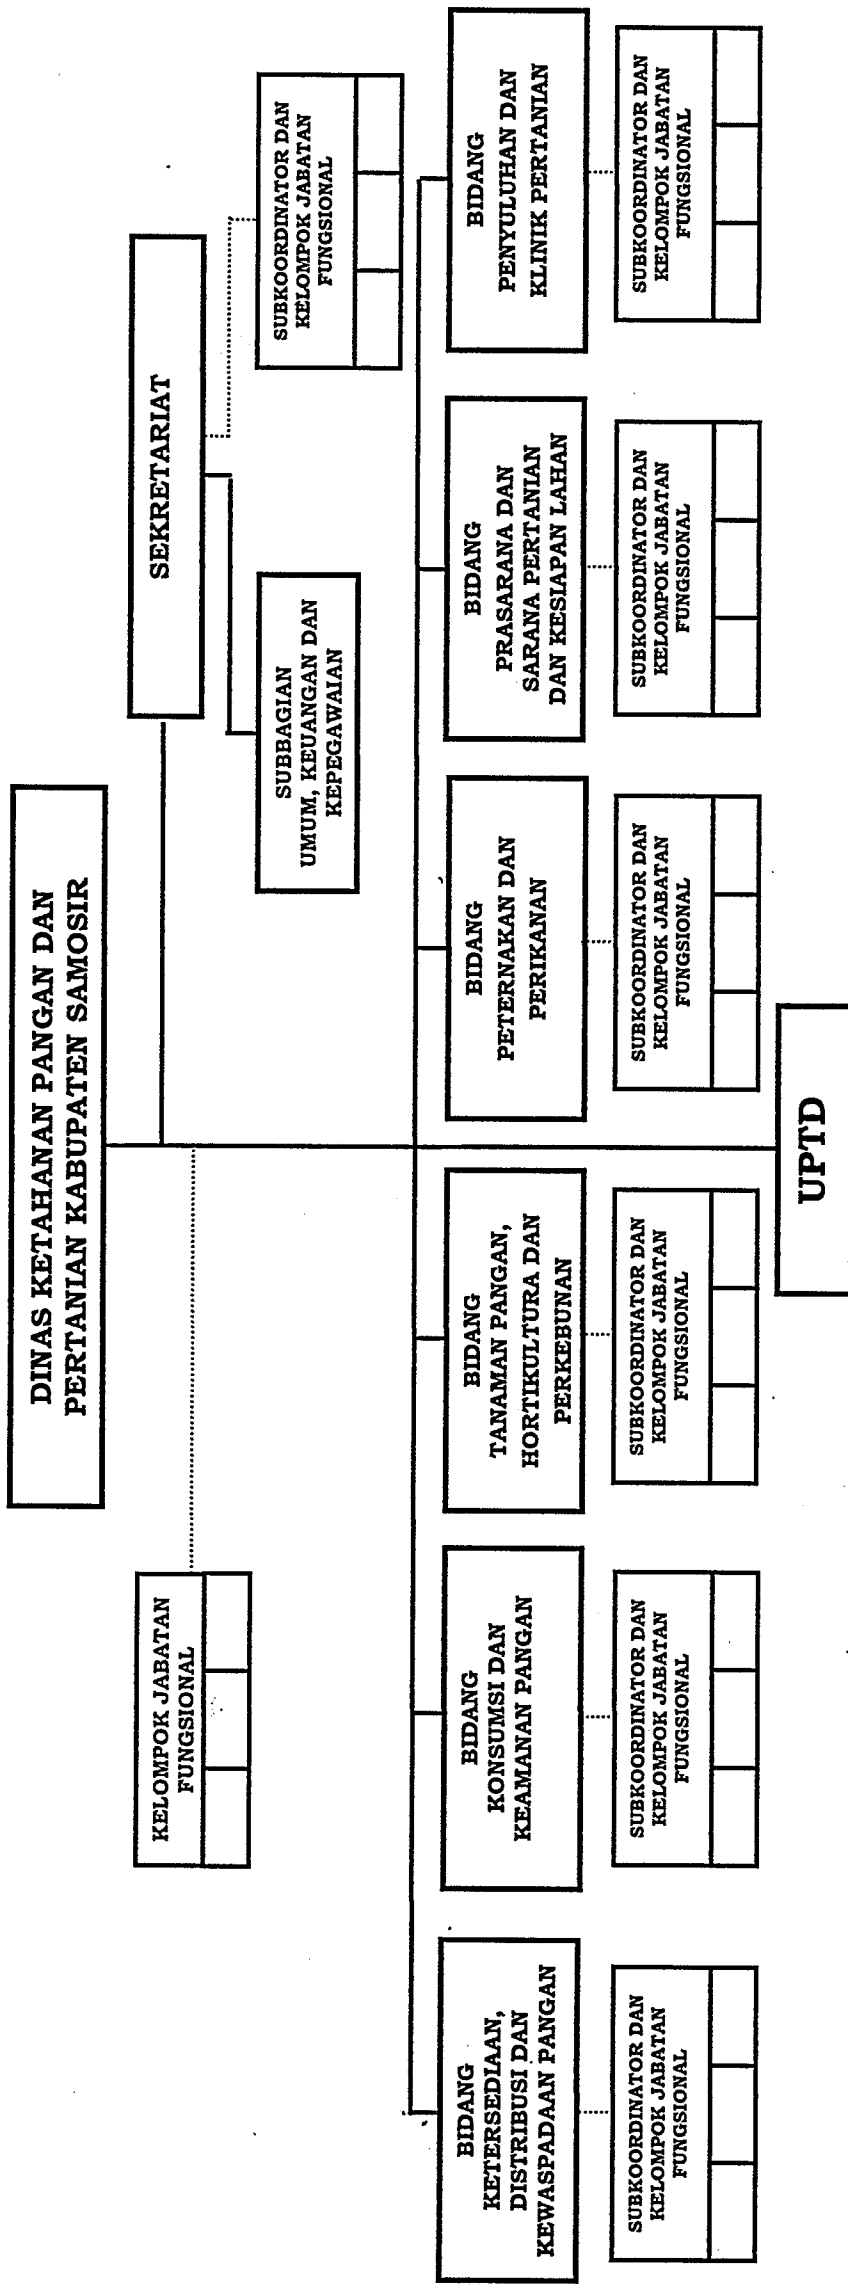 DINAS KETAHANAN PANGAN DAN
PERTANIAN KABUPATEN SAMOSIR
KELOMPOK JABATAN
FUNGSIONAL
SEKRETARIAT
SUBBAGIAN
UMUM, KEUANGAN DAN
KEPEGAWAIAN
SUBKOORDINATOR DAN
KELOMPOK JABATAN
FUNGSIONAL
BIDANG
KETERSEDIAAN,
DISTRIBUSI DAN
KEWASPADAAN PANGAN
BIDANG
KONSUMSI DAN
KEAMANAN PANGAN
BIDANG
TANAMAN PANGAN,
HORTIKULTURA DAN
PERKEBUNAN
BIDANG
PETERNAKAN DAN
PERIKANAN
BIDANG
PRASARANA DAN
SARANA PERTANIAN
DAN KESIAPAN LAHAN
BIDANG
PENYULUHAN DAN
KLINIK PERTANIAN
SUBKOORDINATOR DAN
KELOMPOK JABATAN
FUNGSIONAL
SUBKOORDINATOR DAN
KELOMPOK JABATAN
FUNGSIONAL
SUBKOORDINATOR DAN
KELOMPOK JABATAN
FUNGSIONAL
SUBKOORDINATOR DAN
KELOMPOK JABATAN
FUNGSIONAL
SUBKOORDINATOR DAN
KELOMPOK JABATAN
FUNGSIONAL
SUBKOORDINATOR DAN
KELOMPOK JABATAN
FUNGSIONAL
UPTD